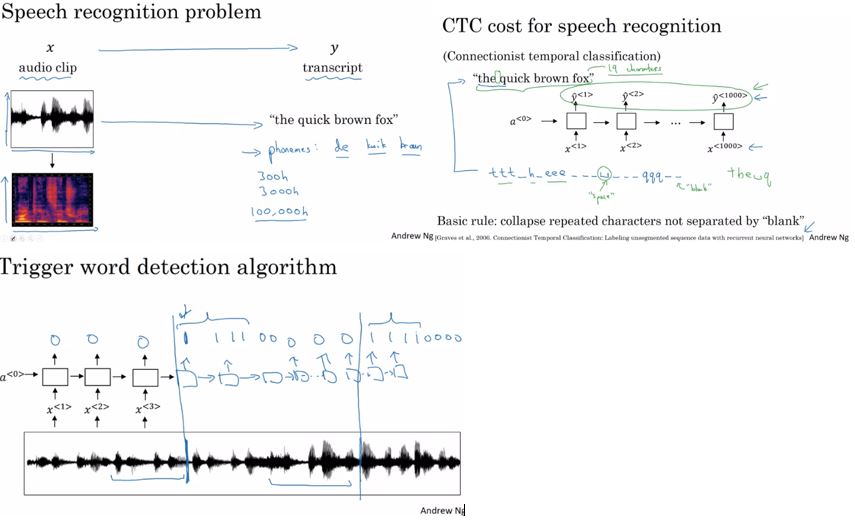 Speech recognition problem
x
y
audio clip
transcript
"the quick brown fox"
phonemes: de kwik brown
300h
3000h
100,000h
Andrew Ng
CTC cost for speech recognition
(Connectionist temporal classification)
19 characters
"the quick brown fox"
ŷ<1> ŷ<2> ŷ<1000>
a<0> ...
x<1> x<2> x<1000>
ttt_h_eee___␣___qqq__
"space" "blank"
the␣q
Basic rule: collapse repeated characters not separated by "blank"
[Graves et al., 2006. Connectionist Temporal Classification: Labeling unsegmented sequence data with recurrent neural networks] Andrew Ng
Trigger word detection algorithm
0 0 0 1 1 1 1 0 0 0 0 0 1 1 1 1 0 0 0 0
a<0>
x<1> x<2> x<3>
Andrew Ng